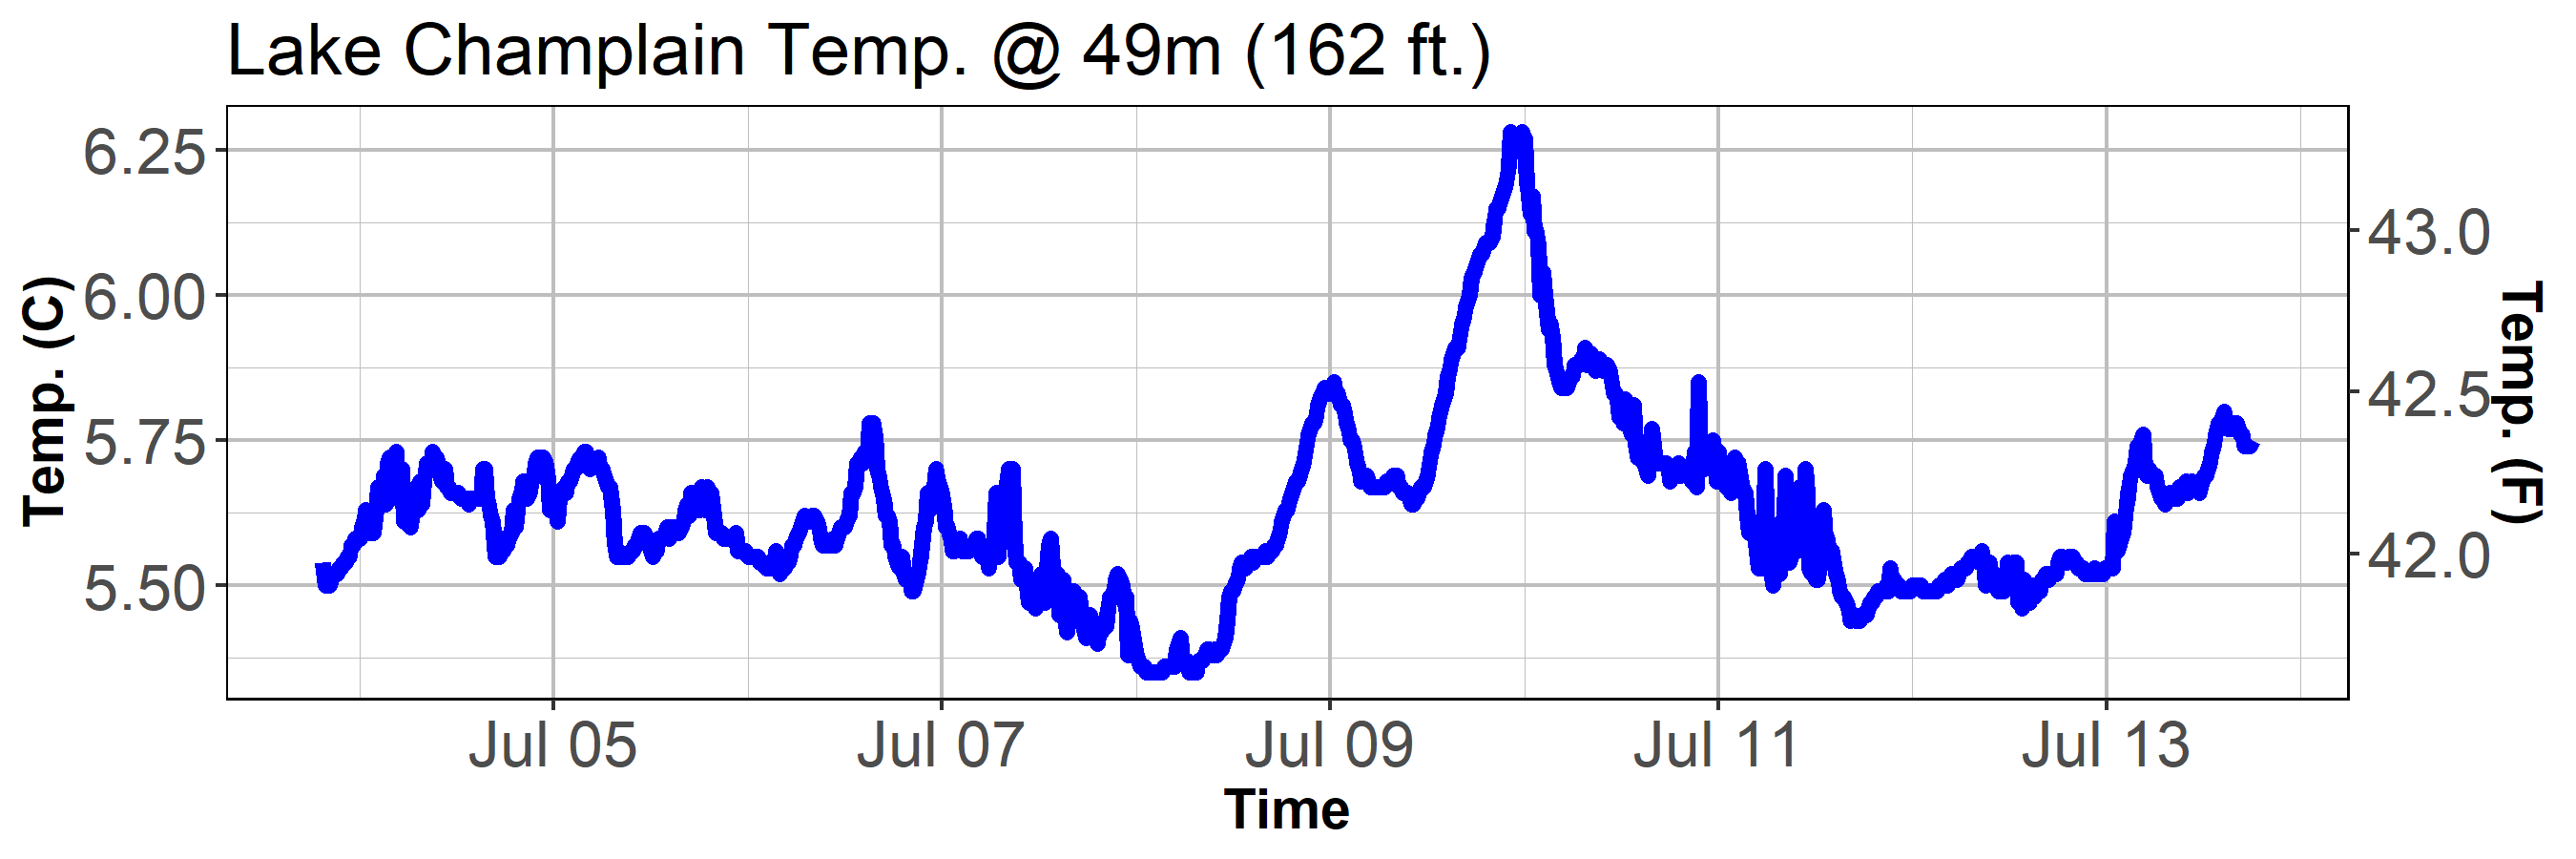 Lake Champlain Temp. @ 49m (162 ft.)
6.25
6.00
5.75
5.50
Temp. (C)
43.0
42.5
42.0
Temp. (F)
Jul 05 Jul 07 Jul 09 Jul 11 Jul 13
Time